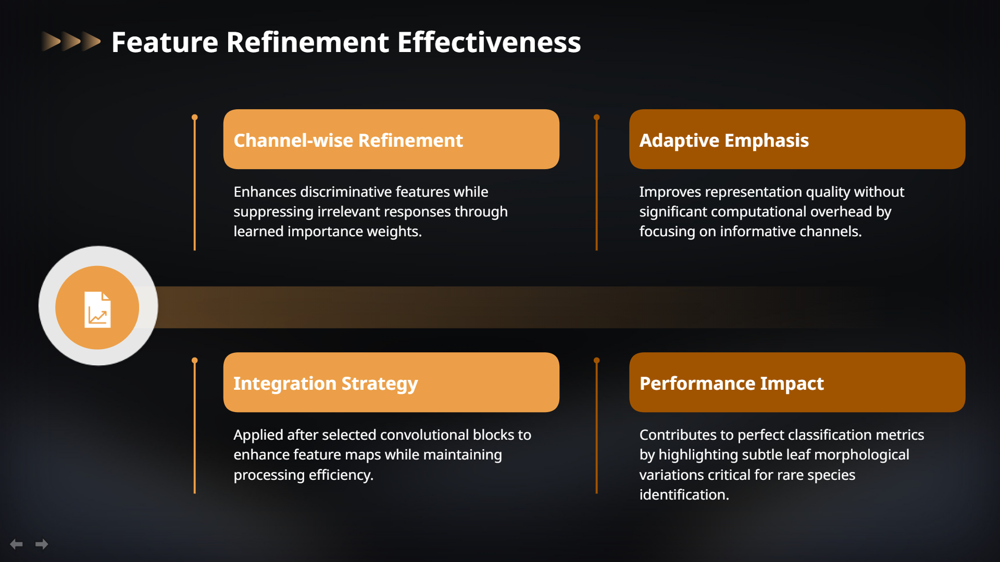 Feature Refinement Effectiveness
Channel-wise Refinement
Enhances discriminative features while
suppressing irrelevant responses through
learned importance weights.
Adaptive Emphasis
Improves representation quality without
significant computational overhead by
focusing on informative channels.
Integration Strategy
Applied after selected convolutional blocks to
enhance feature maps while maintaining
processing efficiency.
Performance Impact
Contributes to perfect classification metrics
by highlighting subtle leaf morphological
variations critical for rare species
identification.